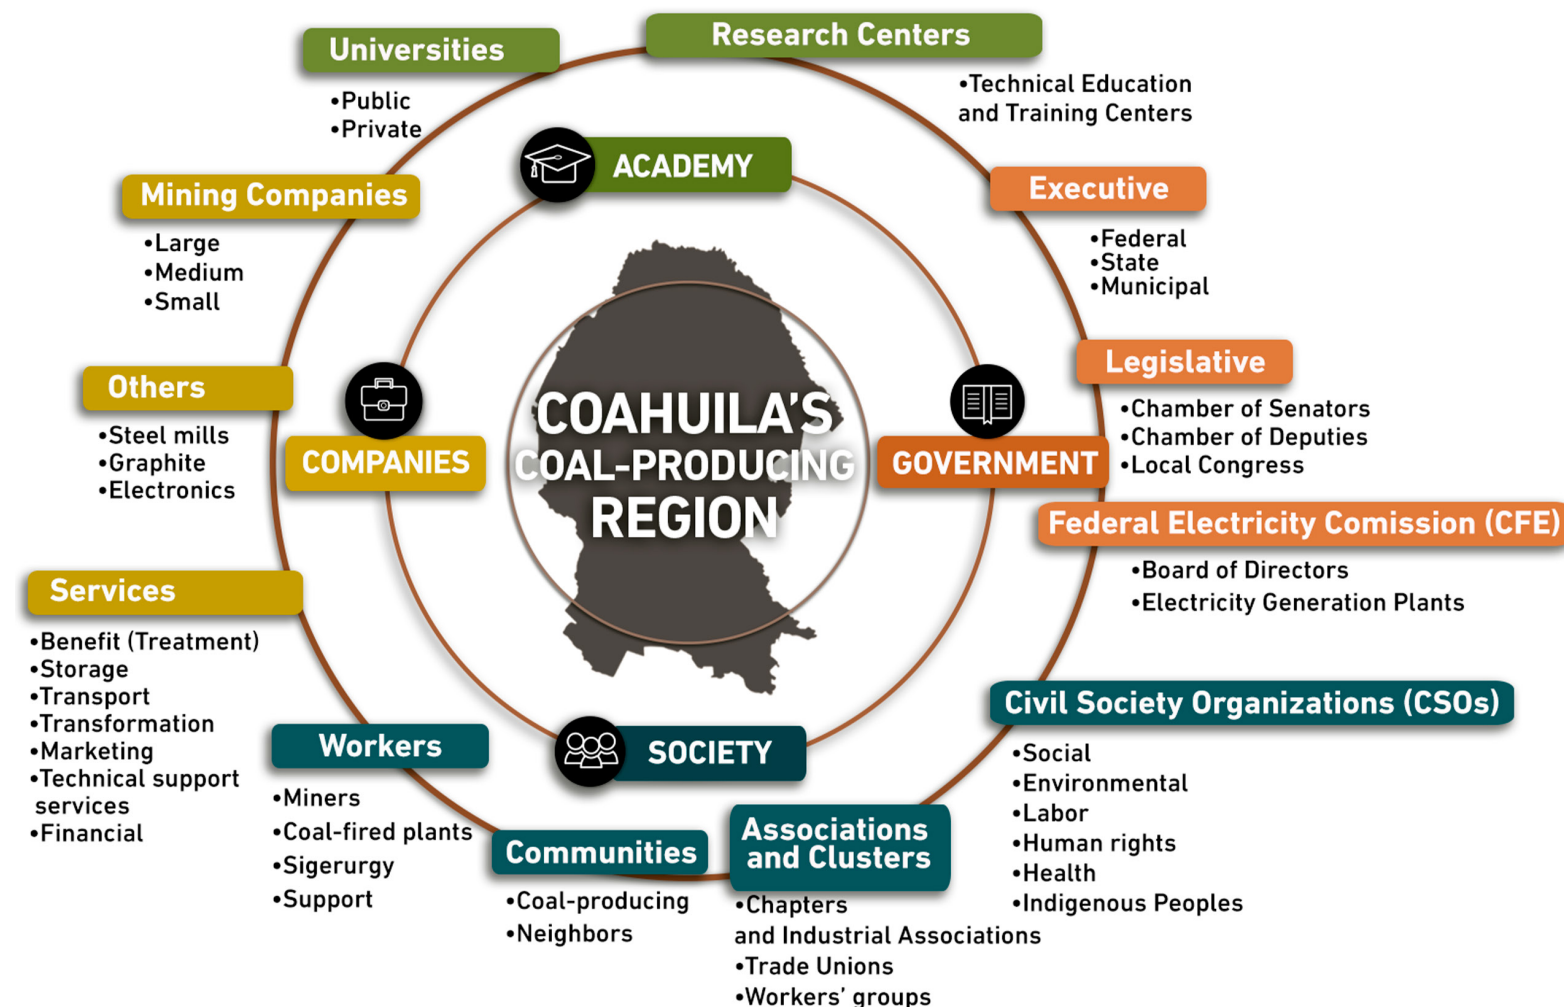 Universities
•Public
•Private
Research Centers
•Technical Education
and Training Centers
ACADEMY
Mining Companies
•Large
•Medium
•Small
Executive
•Federal
•State
•Municipal
Others
•Steel mills
•Graphite
•Electronics
COMPANIES
COAHUILA'S
COAL-PRODUCING
REGION
GOVERNMENT
Legislative
•Chamber of Senators
•Chamber of Deputies
•Local Congress
Federal Electricity Comission (CFE)
•Board of Directors
•Electricity Generation Plants
Services
•Benefit (Treatment)
•Storage
•Transport
•Transformation
•Marketing
•Technical support
services
•Financial
Workers
•Miners
•Coal-fired plants
•Sigerurgy
•Support
SOCIETY
Communities
•Coal-producing
•Neighbors
Associations
and Clusters
•Chapters
and Industrial Associations
•Trade Unions
•Workers' groups
Civil Society Organizations (CSOs)
•Social
•Environmental
•Labor
•Human rights
•Health
•Indigenous Peoples